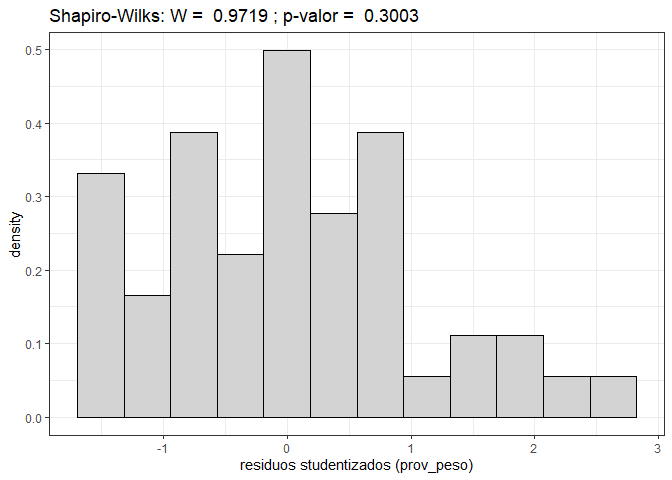 Shapiro-Wilks: W =  0.9719 ; p-valor =  0.3003
0.5
0.4
0.3
0.2
0.1
0.0
density
-1 0 1 2 3
residuos studentizados (prov_peso)